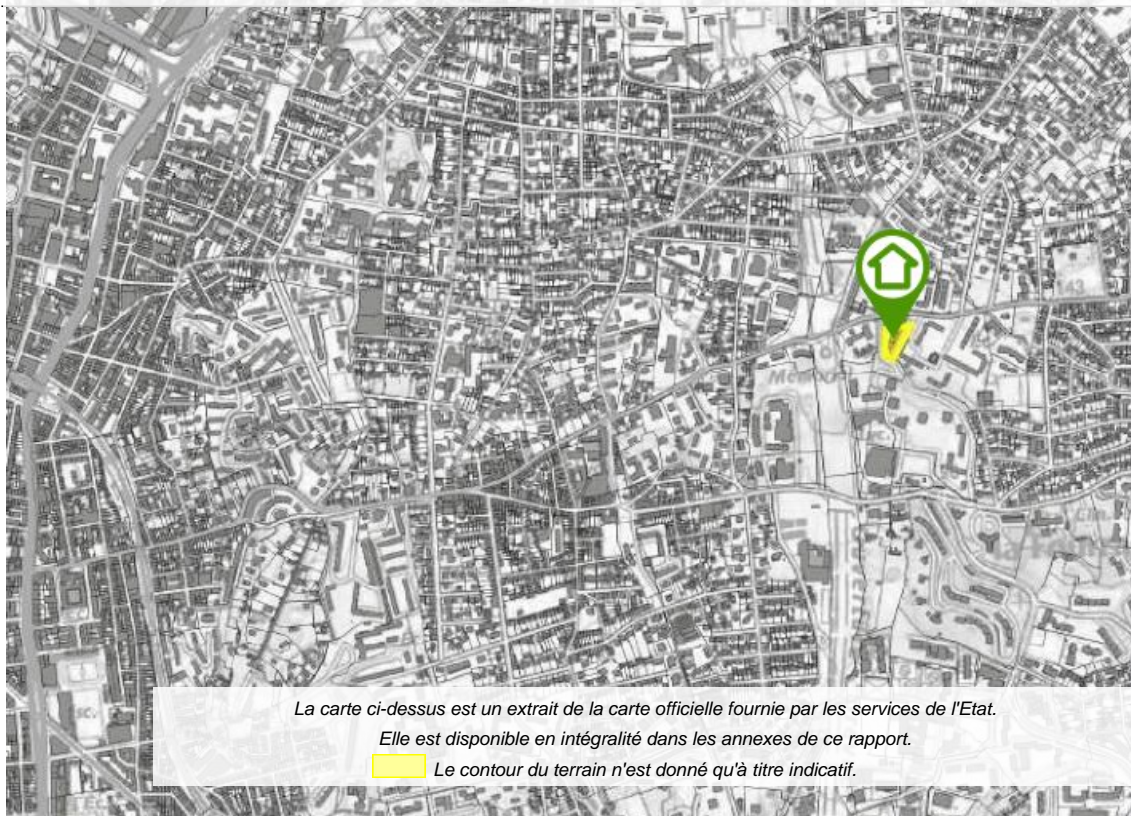 143
La carte ci-dessus est un extrait de la carte officielle fournie par les services de l'Etat.
Elle est disponible en intégralité dans les annexes de ce rapport.
Le contour du terrain n'est donné qu'à titre indicatif.